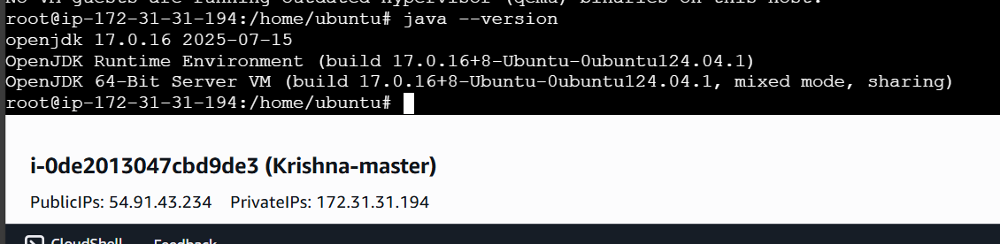 No VM guests are running outdated hypervisor (qemu) binaries on this host.
root@ip-172-31-31-194:/home/ubuntu# java --version
openjdk 17.0.16 2025-07-15
OpenJDK Runtime Environment (build 17.0.16+8-Ubuntu-0ubuntu124.04.1)
OpenJDK 64-Bit Server VM (build 17.0.16+8-Ubuntu-0ubuntu124.04.1, mixed mode, sharing)
root@ip-172-31-31-194:/home/ubuntu#
i-0de2013047cbd9de3 (Krishna-master)
PublicIPs: 54.91.43.234 PrivateIPs: 172.31.31.194
CloudShell Feedback